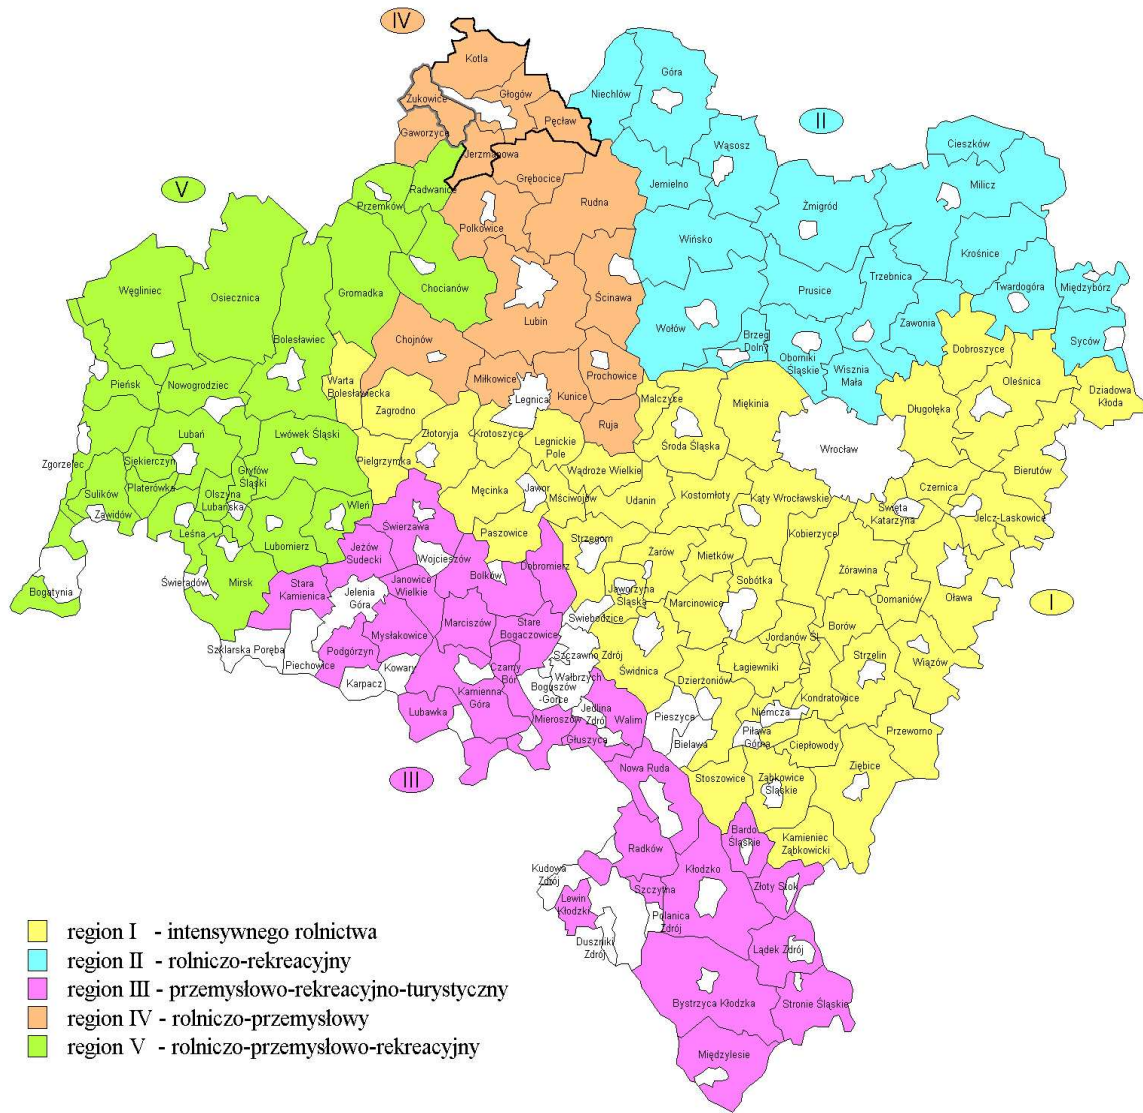 IV
Kotla
Głogów
Żukowice
Pęcław
Gaworzyce
Jerzmanowa
Radwanice
Grębocice
Przemków
Polkowice
Rudna
Chocianów
Ścinawa
Lubin
Chojnów
Miłkowice
Legnica
Kunice
Prochowice
Ruja
II
Niechlów
Góra
Wąsosz
Jemielno
Cieszków
Milicz
Żmigród
Wińsko
Krośnice
Trzebnica
Prusice
Twardogóra
Międzybórz
Wołów
Brzeg
Dolny
Oborniki
Śląskie
Wisznia
Mała
Zawonia
Syców
V
Węgliniec
Osiecznica
Gromadka
Bolesławiec
Pieńsk
Nowogrodziec
Lubań
Lwówek Śląski
Zgorzelec
Siekierczyn
Gryfów
Śląski
Sulików
Platerówka
Olszyna
Lubańska
Zawidów
Leśna
Wleń
Lubomierz
Świeradów
Mirsk
Bogatynia
Warta
Bolesławiecka
Zagrodno
Złotoryja
Krotoszyce
Legnickie
Pole
Pielgrzymka
Męcinka
Jawor
Mściwojów
Wądroże Wielkie
Paszowice
Malczyce
Miękinia
Środa Śląska
Wrocław
Udanin
Kostomłoty
Kąty Wrocławskie
Dobroszyce
Oleśnica
Dziadowa
Kłoda
Długołęka
Bierutów
Czernica
Święta
Katarzyna
Jelcz-Laskowice
Strzegom
Żarów
Mietków
Kobierzyce
Żórawina
Sobótka
Jaworzyna
Śląska
Marcinowice
Domaniów
Oława
I
Świebodzice
Borów
Jordanów Śl.
Strzelin
Wiązów
Świdnica
Łagiewniki
Dzierżoniów
Kondratowice
Pieszyce
Niemcza
Piława
Górna
Bielawa
Ciepłowody
Przeworno
Ziębice
Stoszowice
Ząbkowice
Śląskie
Kamieniec
Ząbkowicki
Świerzawa
Wojcieszów
Jeżów
Sudecki
Bolków
Dobromierz
Stara
Kamienica
Jelenia
Góra
Janowice
Wielkie
Marciszów
Stare
Bogaczowice
Mysłakowice
Szklarska Poręba
Piechowice
Podgórzyn
Kowary
Karpacz
Szczawno Zdrój
Czarny
Bór
Wałbrzych
Boguszów
-Gorce
Kamienna
Góra
Lubawka
Jedlina
Zdrój
Mieroszów
Walim
Głuszyca
III
Nowa Ruda
Bardo
Śląskie
Radków
Kłodzko
Kudowa
Zdrój
Szczytna
Złoty Stok
Lewin
Kłodzki
Polanica
Zdrój
Duszniki
Zdrój
Lądek Zdrój
Bystrzyca Kłodzka
Stronie Śląskie
Międzylesie
region I - intensywnego rolnictwa
region II - rolniczo-rekreacyjny
region III - przemysłowo-rekreacyjno-turystyczny
region IV - rolniczo-przemysłowy
region V - rolniczo-przemysłowo-rekreacyjny